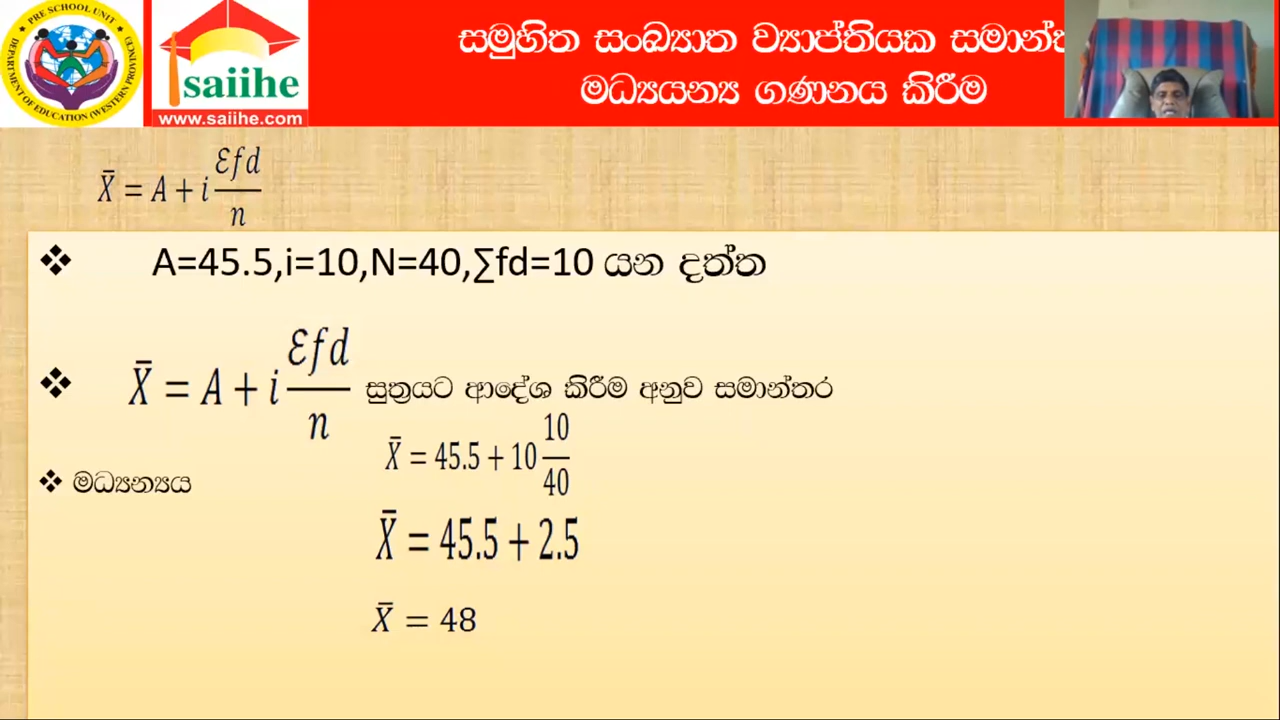 PRE SCHOOL UNIT
DEPARTMENT OF EDUCATION (WESTERN PROVINCE)
saiihe
www.saiihe.com
සමුහිත සංඛ්‍යාත ව්‍යාප්තියක
මධ්‍යයන්‍ය ගණනය කිරීම
X̄ = A + i Ɛfd/n
❖ A=45.5,i=10,N=40,∑fd=10 යන දත්ත
❖ X̄ = A + i Ɛfd/n සුත්‍රයට ආදේශ කිරීම අනුව සමාන්තර
X̄ = 45.5 + 10 10/40
❖ මධ්‍යන්‍යය
X̄ = 45.5 + 2.5
X̄ = 48